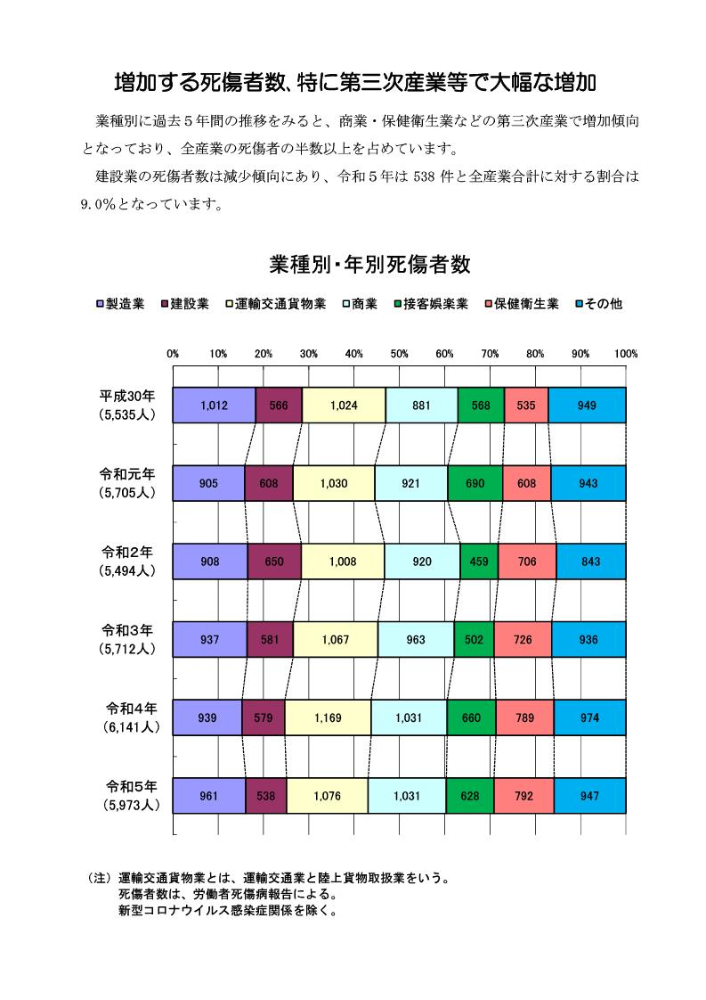 増加する死傷者数、特に第三次産業等で大幅な増加
業種別に過去５年間の推移をみると、商業・保健衛生業などの第三次産業で増加傾向
となっており、全産業の死傷者の半数以上を占めています。
建設業の死傷者数は減少傾向にあり、令和５年は 538 件と全産業合計に対する割合は
9.0％となっています。
業種別・年別死傷者数
製造業 建設業 運輸交通貨物業 商業 接客娯楽業 保健衛生業 その他
0% 10% 20% 30% 40% 50% 60% 70% 80% 90% 100%
平成30年
（5,535人）
1,012 566 1,024 881 568 535 949
令和元年
（5,705人）
905 608 1,030 921 690 608 943
令和２年
（5,494人）
908 650 1,008 920 459 706 843
令和３年
（5,712人）
937 581 1,067 963 502 726 936
令和４年
（6,141人）
939 579 1,169 1,031 660 789 974
令和５年
（5,973人）
961 538 1,076 1,031 628 792 947
（注）運輸交通貨物業とは、運輸交通業と陸上貨物取扱業をいう。
死傷者数は、労働者死傷病報告による。
新型コロナウイルス感染症関係を除く。